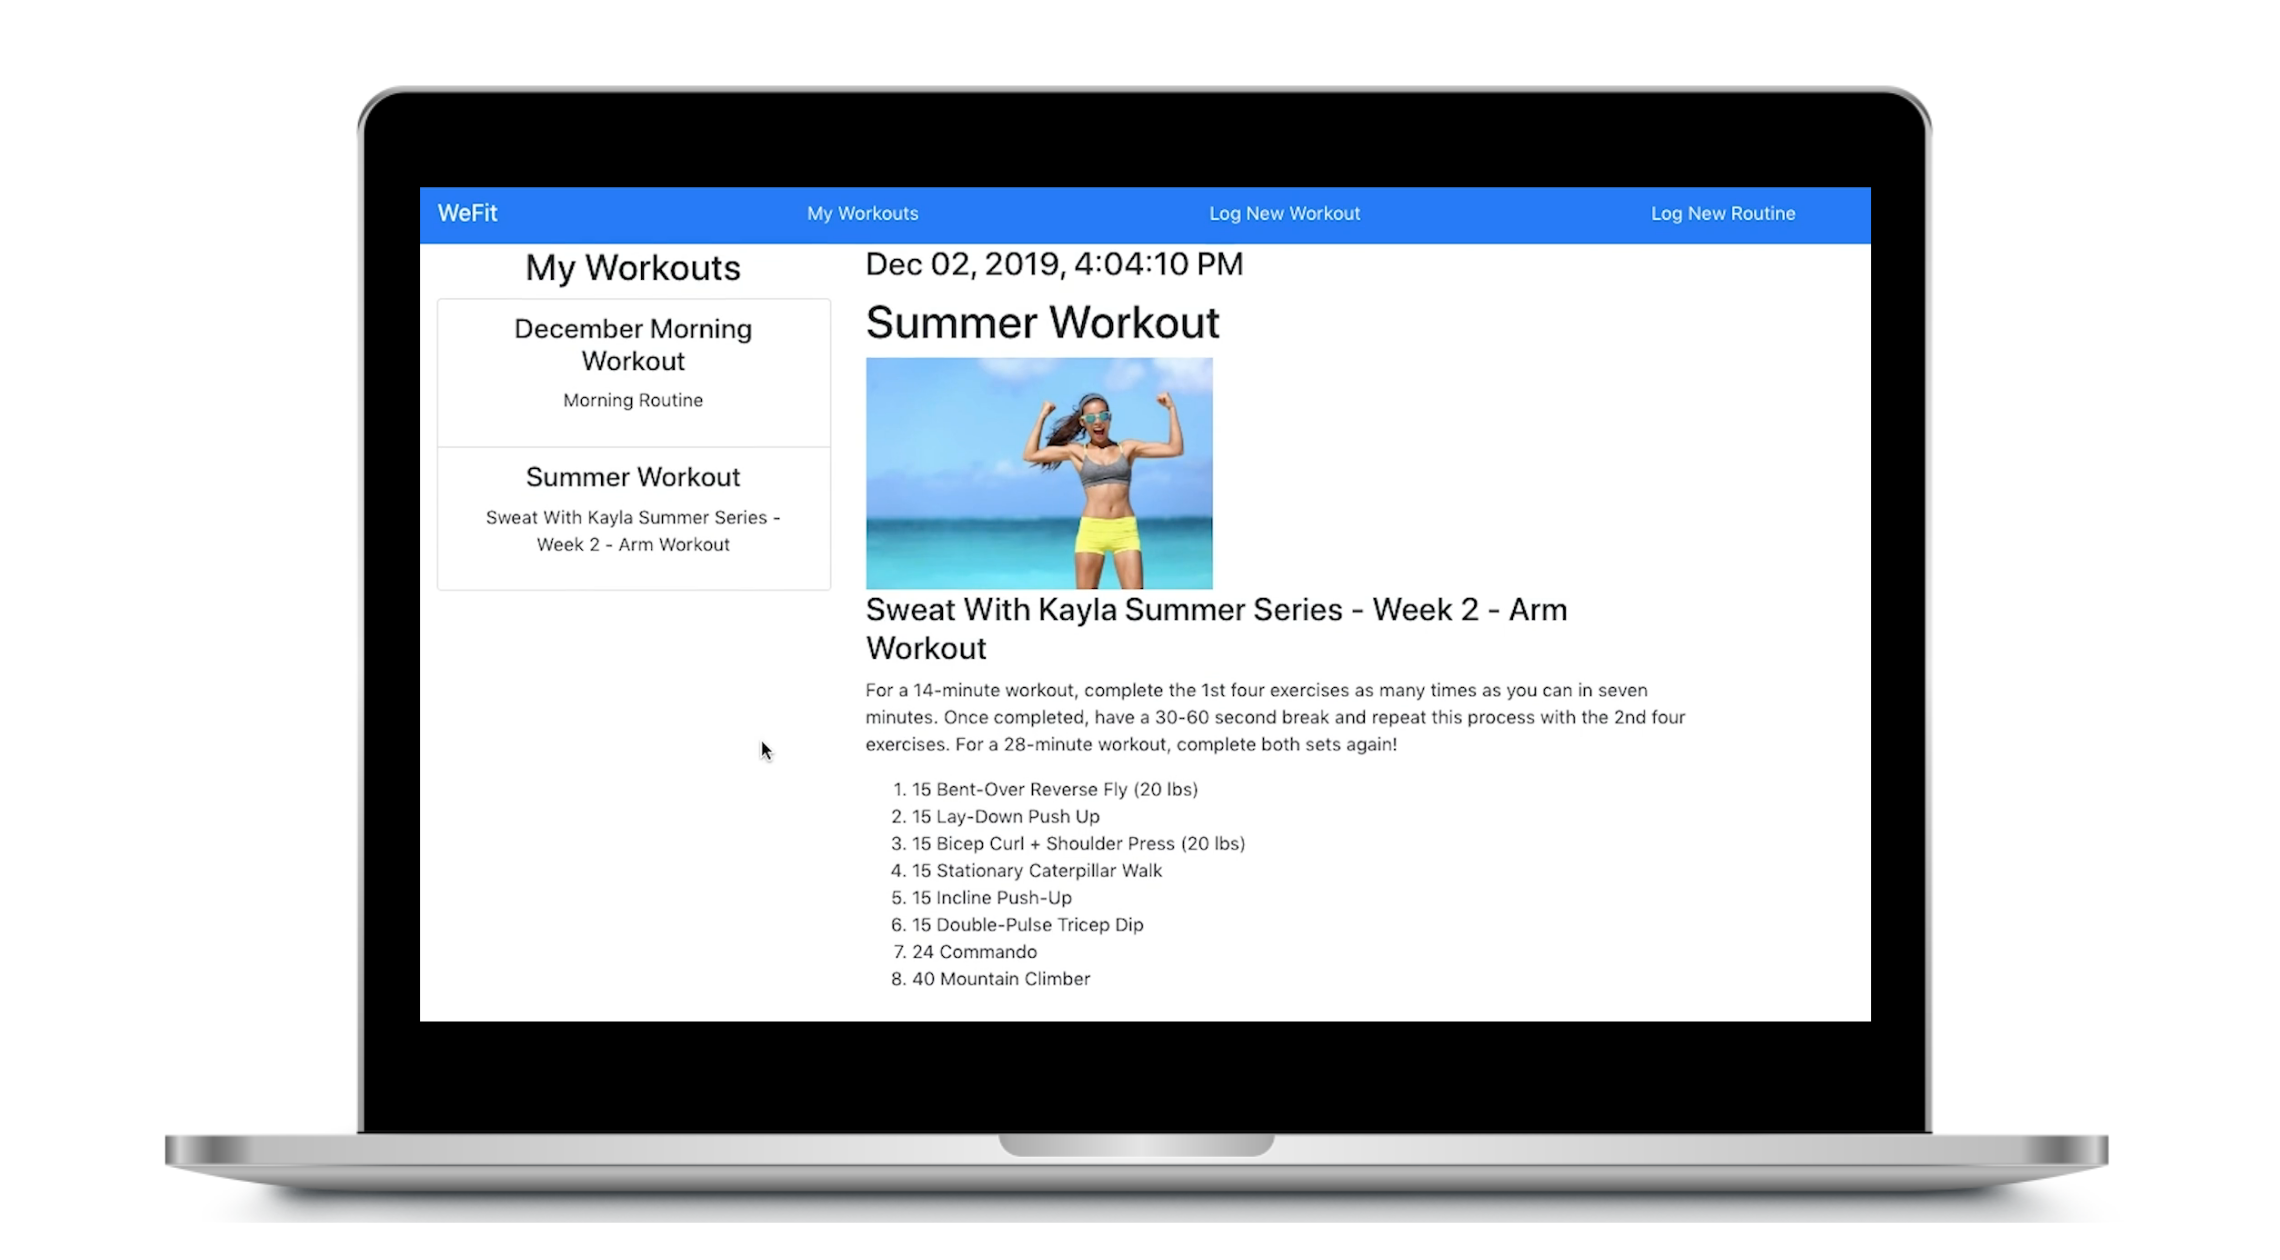 WeFit
My Workouts
Log New Workout
Log New Routine
My Workouts
December Morning
Workout
Morning Routine
Summer Workout
Sweat With Kayla Summer Series -
Week 2 - Arm Workout
Dec 02, 2019, 4:04:10 PM
Summer Workout
Sweat With Kayla Summer Series - Week 2 - Arm
Workout
For a 14-minute workout, complete the 1st four exercises as many times as you can in seven
minutes. Once completed, have a 30-60 second break and repeat this process with the 2nd four
exercises. For a 28-minute workout, complete both sets again!
1. 15 Bent-Over Reverse Fly (20 lbs)
2. 15 Lay-Down Push Up
3. 15 Bicep Curl + Shoulder Press (20 lbs)
4. 15 Stationary Caterpillar Walk
5. 15 Incline Push-Up
6. 15 Double-Pulse Tricep Dip
7. 24 Commando
8. 40 Mountain Climber